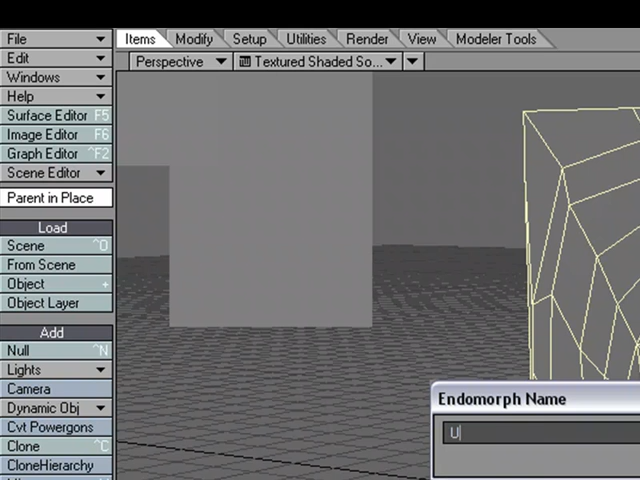 File
Items Modify Setup Utilities Render View Modeler Tools
Edit
Perspective Textured Shaded So...
Windows
Help
Surface Editor F5
Image Editor F6
Graph Editor ^F2
Scene Editor
Parent in Place
Load
Scene ^O
From Scene
Object +
Object Layer
Add
Null ^N
Lights
Camera
Endomorph Name
Dynamic Obj
Cvt Powergons
U
Clone ^C
CloneHierarchy